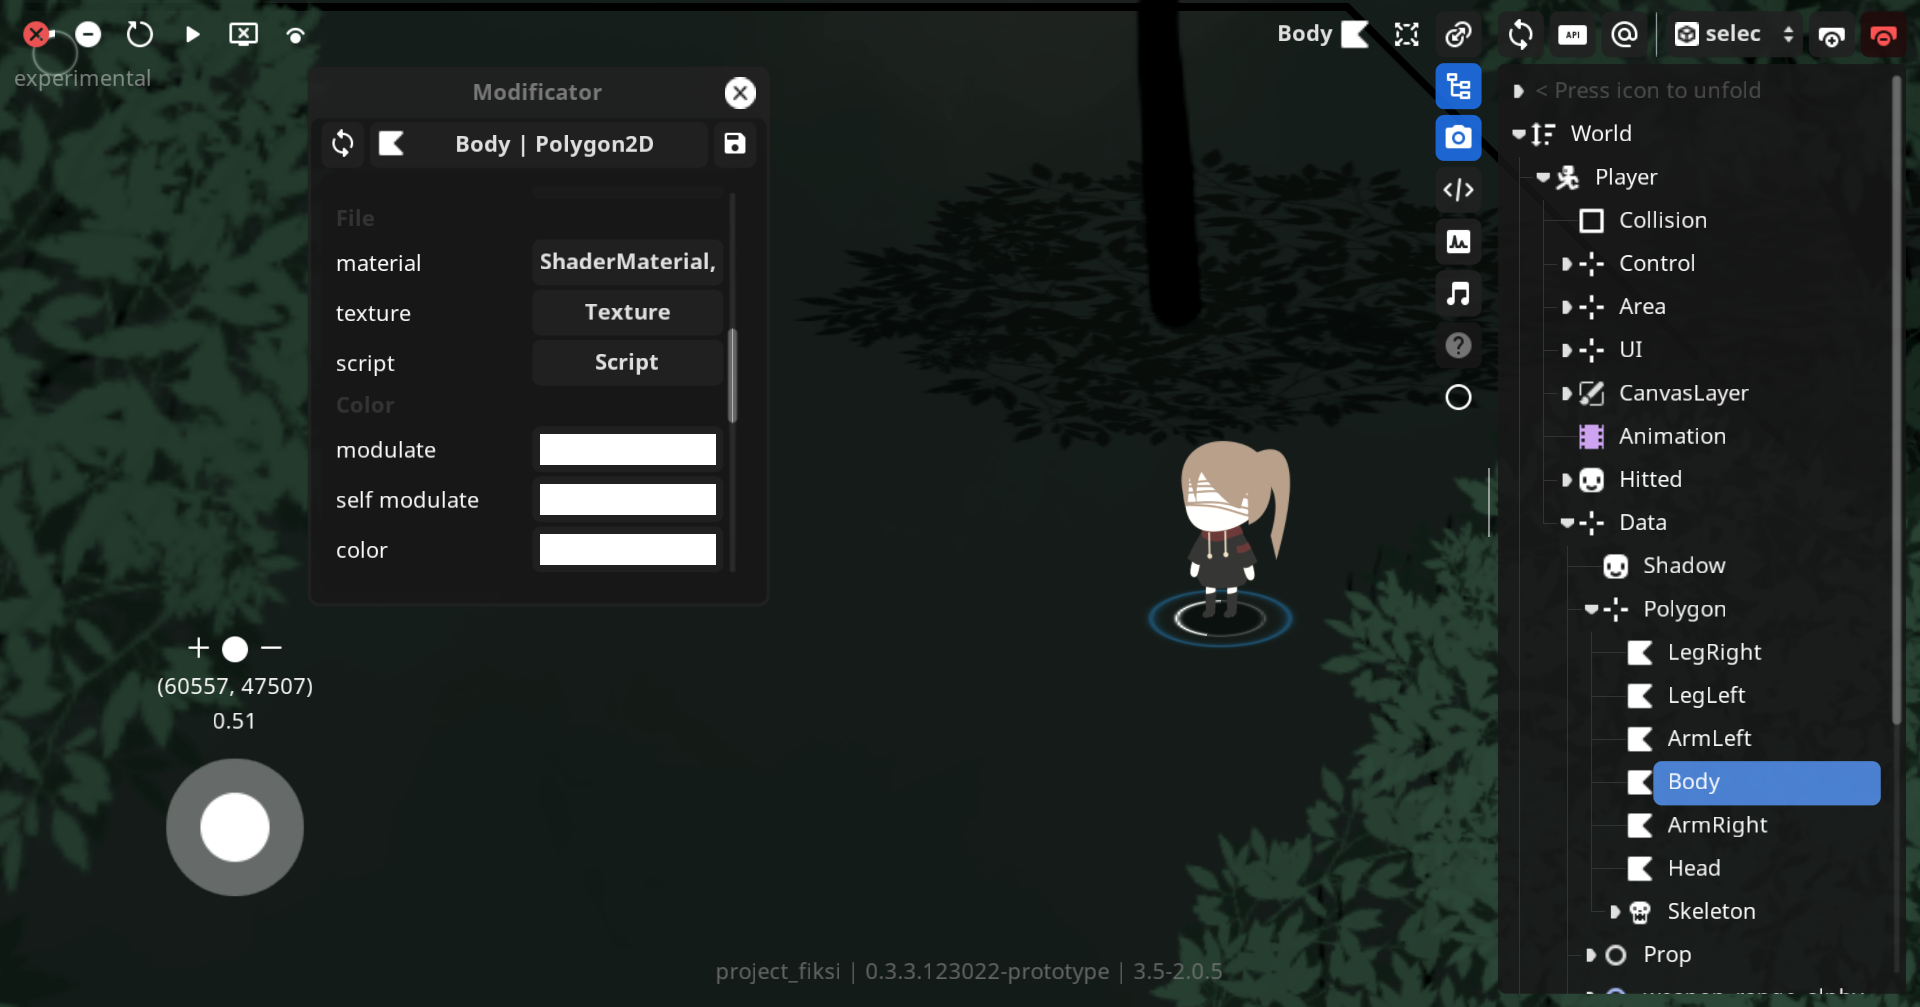 experimental
Body
API
selec
Modificator
Body | Polygon2D
File
material
ShaderMaterial,
texture
Texture
script
Script
Color
modulate
self modulate
color
(60557, 47507)
0.51
< Press icon to unfold
World
Player
Collision
Control
Area
UI
CanvasLayer
Animation
Hitted
Data
Shadow
Polygon
LegRight
LegLeft
ArmLeft
Body
ArmRight
Head
Skeleton
Prop
project_fiksi | 0.3.3.123022-prototype | 3.5-2.0.5